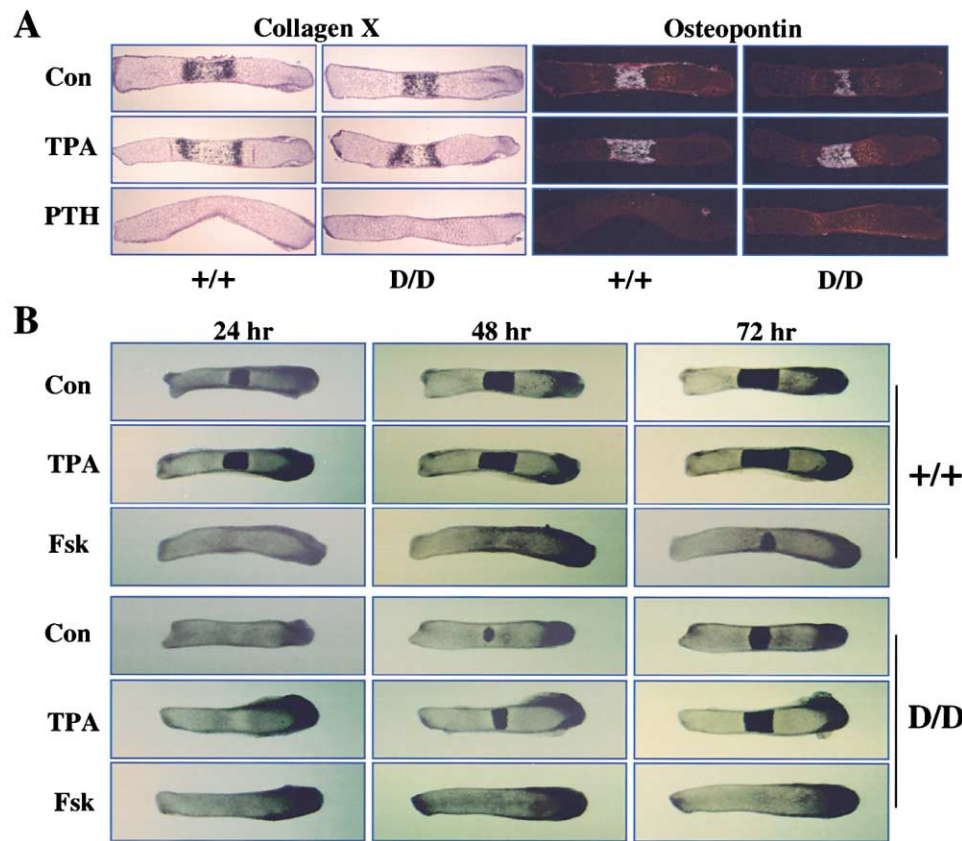 A
Collagen X
Osteopontin
Con
TPA
PTH
+/+
D/D
+/+
D/D
B
24 hr
48 hr
72 hr
Con
TPA
Fsk
+/+
Con
TPA
Fsk
D/D